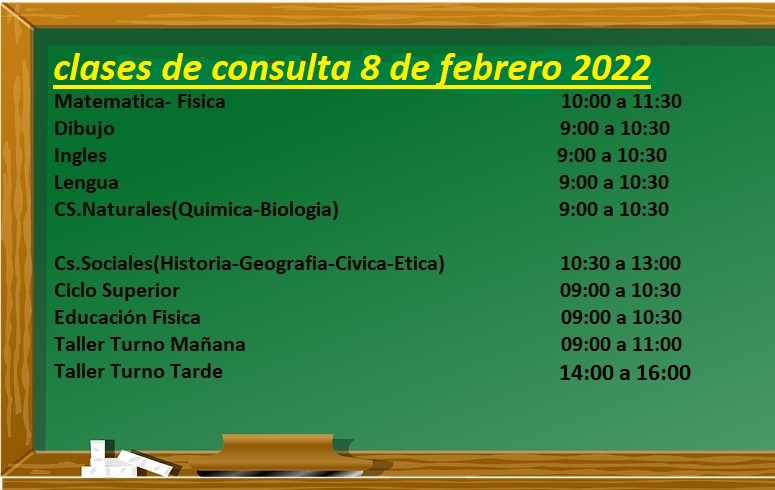 clases de consulta 8 de febrero 2022
Matematica- Fisica 10:00 a 11:30
Dibujo 9:00 a 10:30
Ingles 9:00 a 10:30
Lengua 9:00 a 10:30
CS.Naturales(Quimica-Biologia) 9:00 a 10:30
Cs.Sociales(Historia-Geografia-Civica-Etica) 10:30 a 13:00
Ciclo Superior 09:00 a 10:30
Educación Fisica 09:00 a 10:30
Taller Turno Mañana 09:00 a 11:00
Taller Turno Tarde 14:00 a 16:00